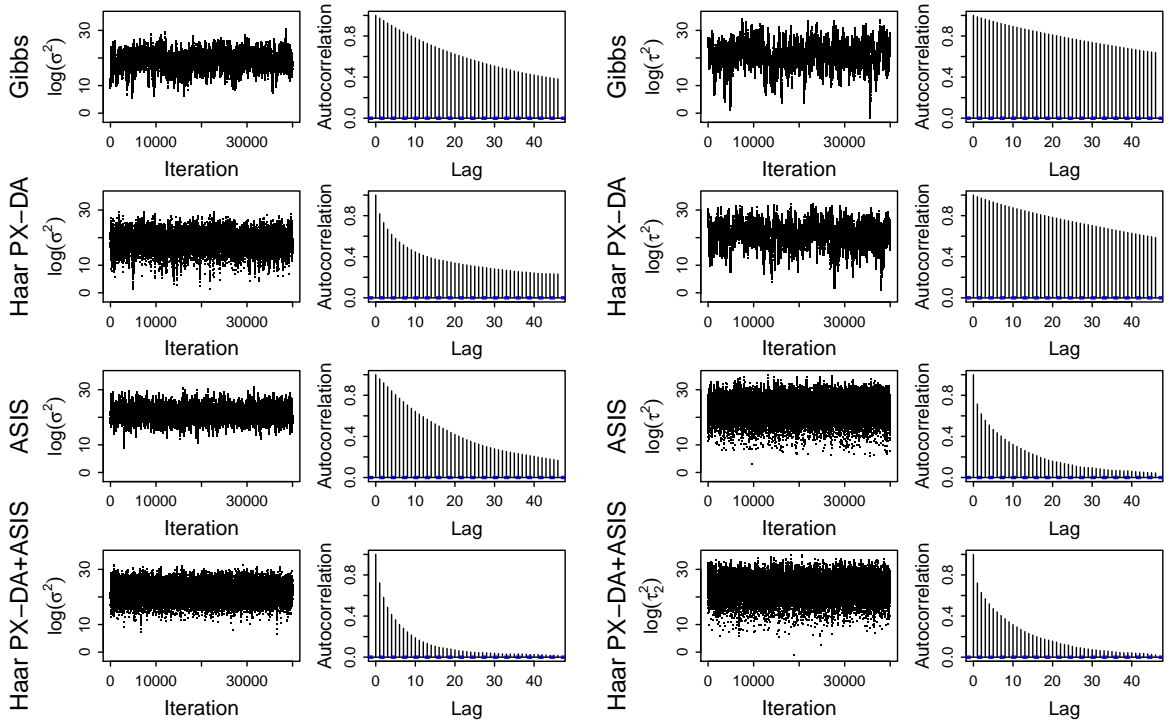 Gibbs
log(σ²)
0 10 30
0 10000 30000
Iteration
Autocorrelation
0.0 0.4 0.8
0 10 20 30 40
Lag
Gibbs
log(τ²)
0 10 30
0 10000 30000
Iteration
Autocorrelation
0.0 0.4 0.8
0 10 20 30 40
Lag
Haar PX−DA
log(σ²)
0 10 30
0 10000 30000
Iteration
Autocorrelation
0.0 0.4 0.8
0 10 20 30 40
Lag
Haar PX−DA
log(τ²)
0 10 30
0 10000 30000
Iteration
Autocorrelation
0.0 0.4 0.8
0 10 20 30 40
Lag
ASIS
log(σ²)
0 10 30
0 10000 30000
Iteration
Autocorrelation
0.0 0.4 0.8
0 10 20 30 40
Lag
ASIS
log(τ²)
0 10 30
0 10000 30000
Iteration
Autocorrelation
0.0 0.4 0.8
0 10 20 30 40
Lag
Haar PX−DA+ASIS
log(σ²)
0 10 30
0 10000 30000
Iteration
Autocorrelation
0.0 0.4 0.8
0 10 20 30 40
Lag
Haar PX−DA+ASIS
log(τ₂²)
0 10 30
0 10000 30000
Iteration
Autocorrelation
0.0 0.4 0.8
0 10 20 30 40
Lag